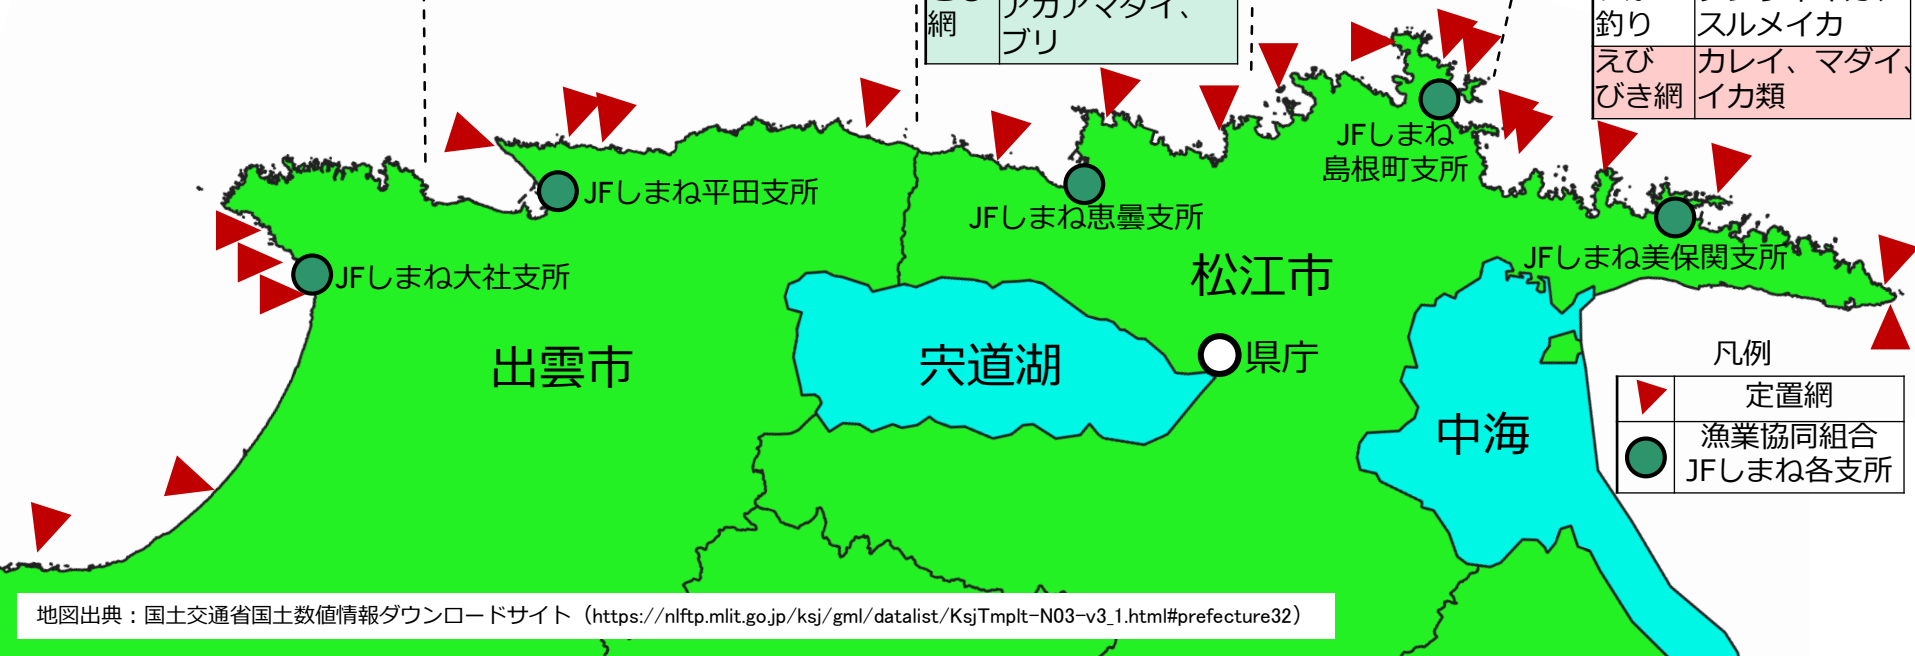 網
アカアマダイ、
ブリ
釣り
スルメイカ
えび
びき網
カレイ、マダイ、
イカ類
JFしまね
島根町支所
JFしまね平田支所
JFしまね恵曇支所
JFしまね美保関支所
JFしまね大社支所
松江市
出雲市
宍道湖
県庁
中海
凡例
定置網
漁業協同組合
JFしまね各支所
地図出典：国土交通省国土数値情報ダウンロードサイト（https://nlftp.mlit.go.jp/ksj/gml/datalist/KsjTmplt-N03-v3_1.html#prefecture32）